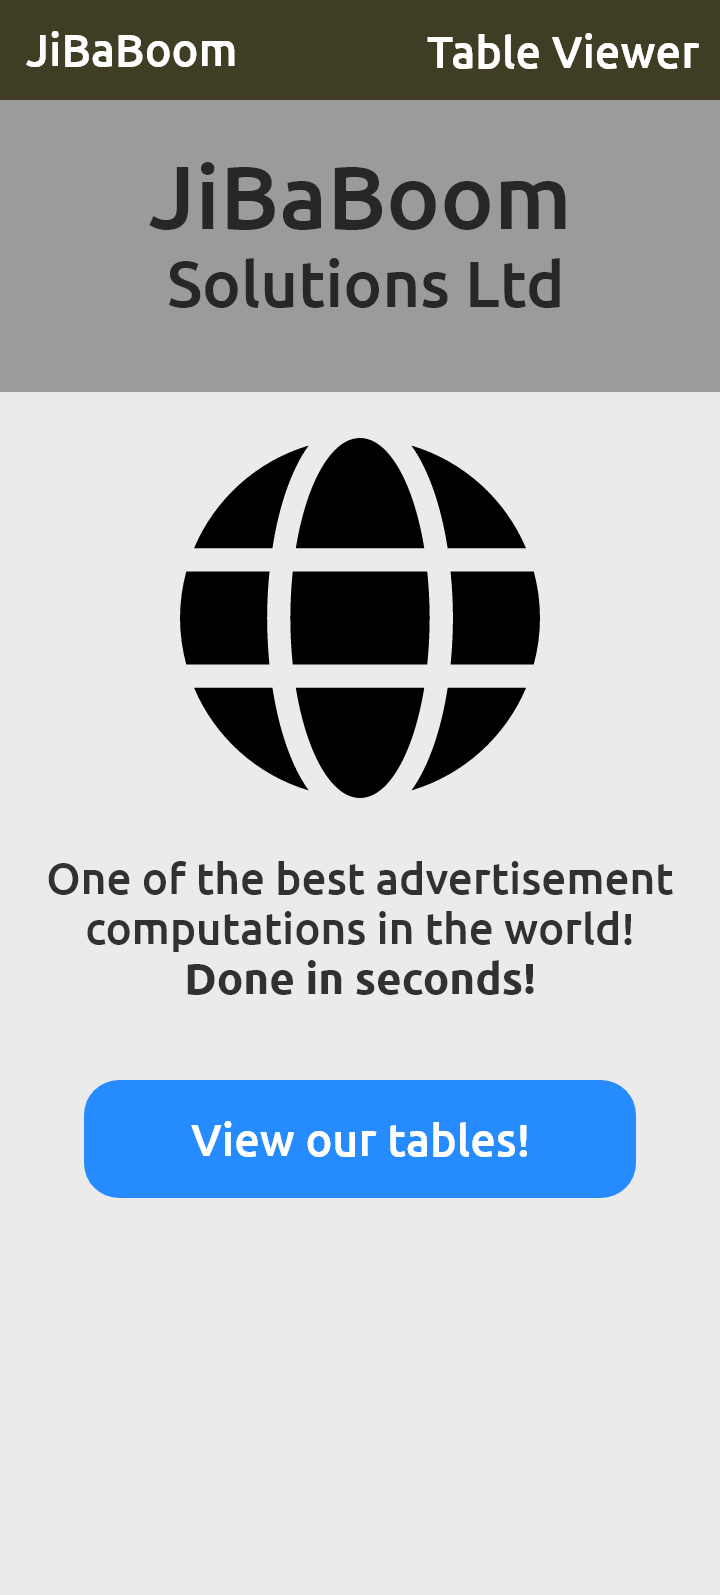 JiBaBoom
Table Viewer
JiBaBoom
Solutions Ltd
One of the best advertisement
computations in the world!
Done in seconds!
View our tables!